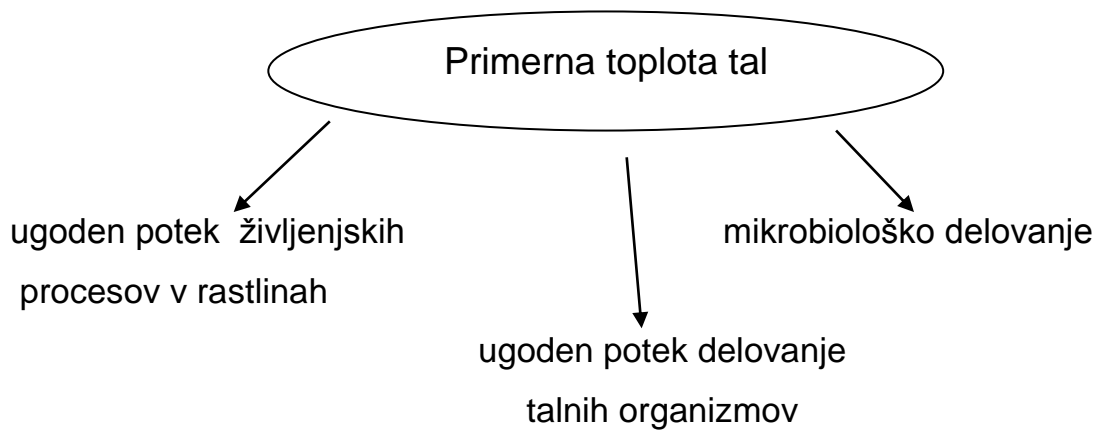 Primerna toplota tal
ugoden potek življenjskih
procesov v rastlinah
mikrobiološko delovanje
ugoden potek delovanje
talnih organizmov